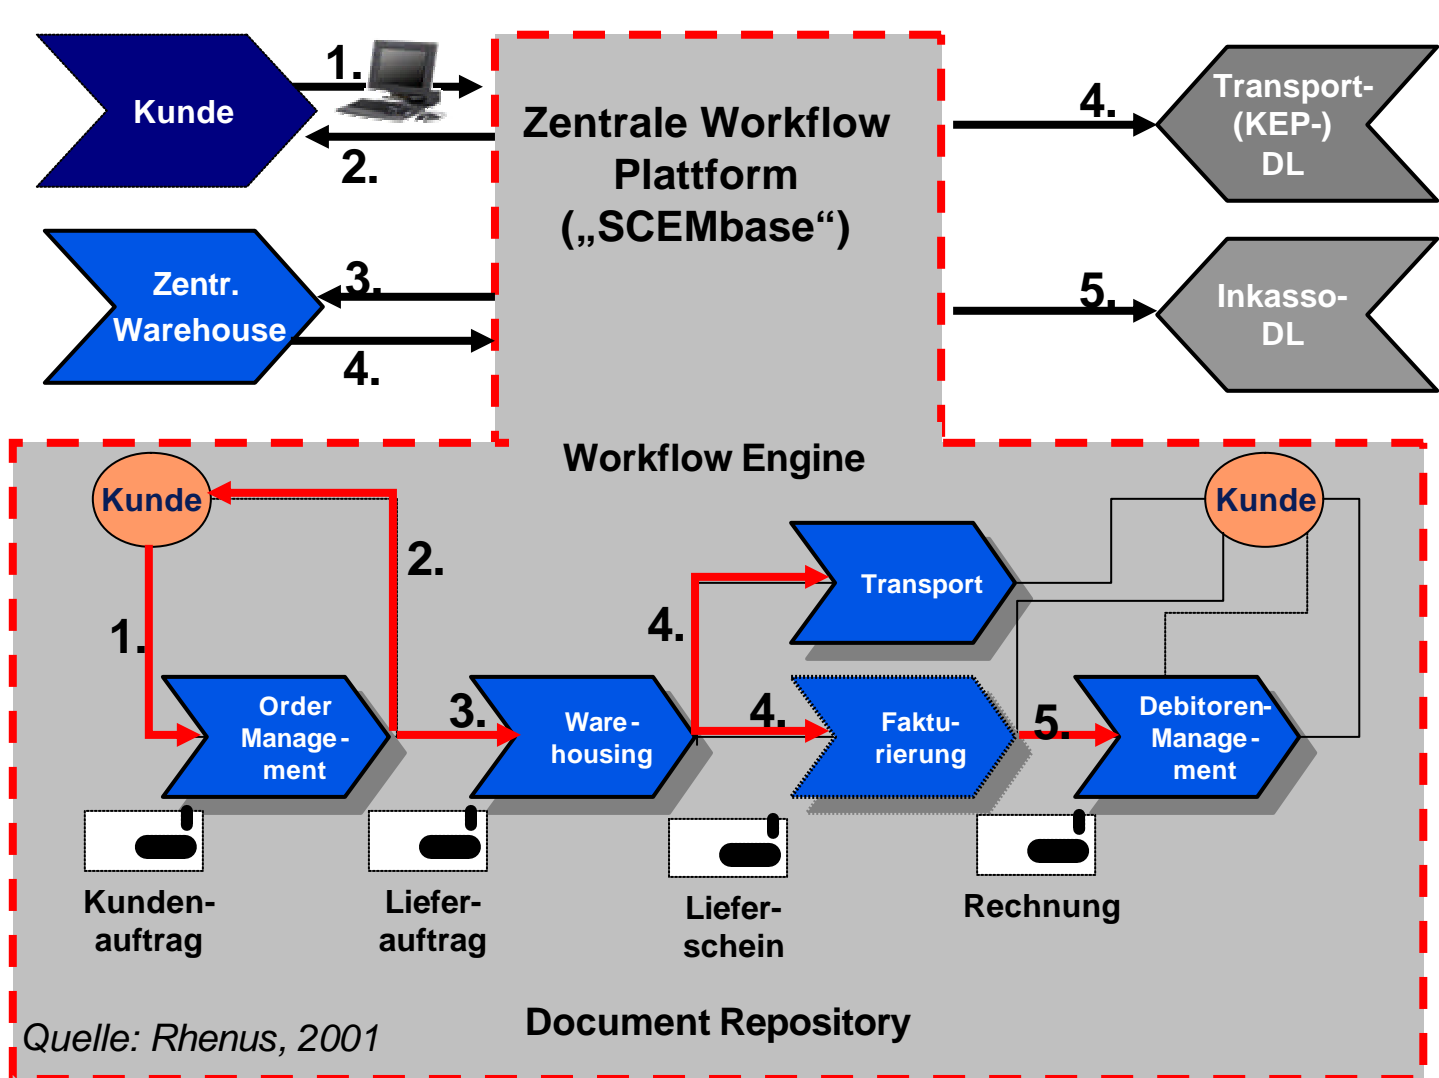 1.
Kunde
2.
Zentrale Workflow
Plattform
(„SCEMbase“)
4.
Transport-
(KEP-)
DL
Zentr.
Warehouse
3.
4.
5.
Inkasso-
DL
Workflow Engine
Kunde
Kunde
2.
1.
4.
Transport
Order
Manage-
ment
3.
Ware-
housing
4.
Faktu-
rierung
5.
Debitoren-
Manage-
ment
Kunden-
auftrag
Liefer-
auftrag
Liefer-
schein
Rechnung
Document Repository
Quelle: Rhenus, 2001